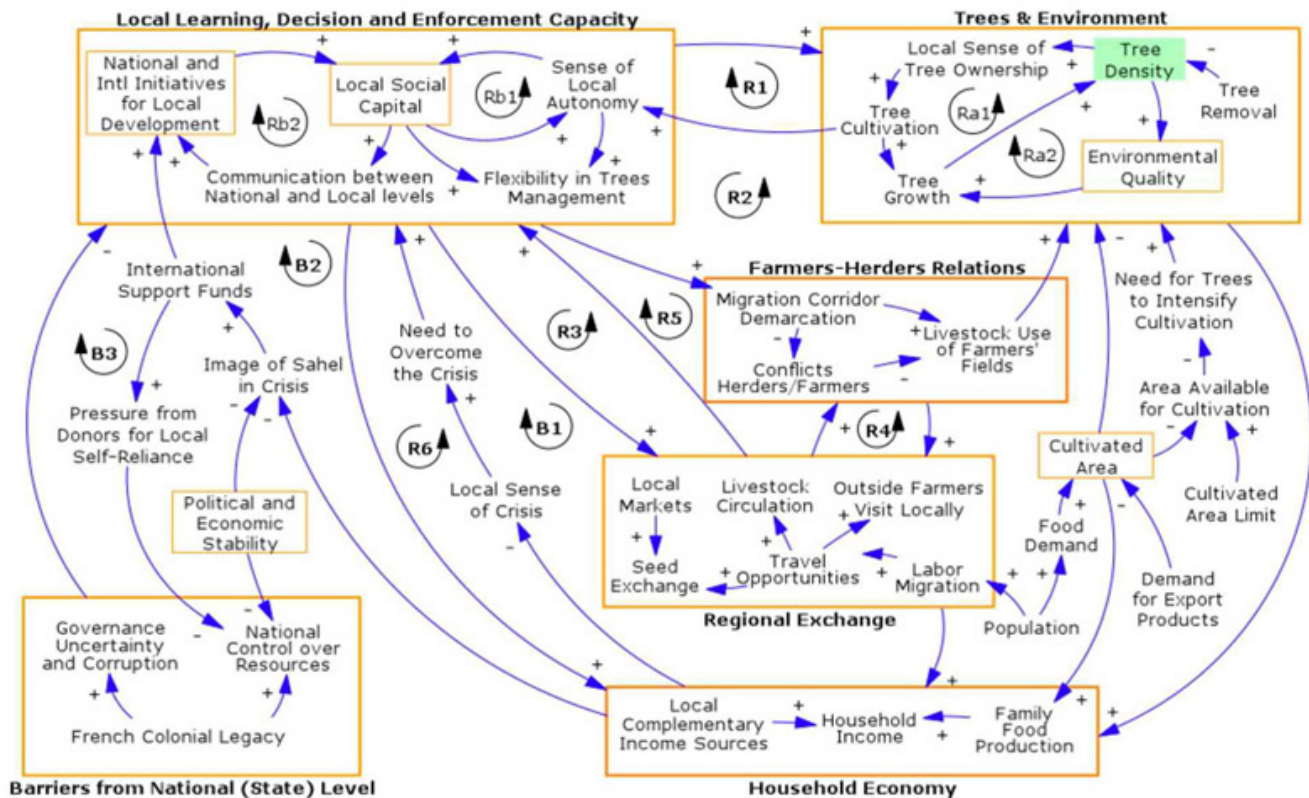 Local Learning, Decision and Enforcement Capacity
National and
Intl Initiatives
for Local
Development
Local Social
Capital
Sense of
Local
Autonomy
Rb1
Rb2
Communication between
National and Local levels
Flexibility in Trees
Management
+
+
+
+
+
+
+
+
+
+
R1
+
R2
+
Trees & Environment
Local Sense of
Tree Ownership
Tree
Density
Tree
Removal
Tree
Cultivation
Ra1
Ra2
Tree
Growth
Environmental
Quality
+
+
-
+
+
+
+
International
Support Funds
B2
-
B3
Image of Sahel
in Crisis
+
-
-
Pressure from
Donors for Local
Self-Reliance
+
Political and
Economic
Stability
Need to
Overcome
the Crisis
+
+
R3
R5
R6
B1
Local Sense
of Crisis
-
Farmers-Herders Relations
Migration Corridor
Demarcation
Conflicts
Herders/Farmers
Livestock Use
of Farmers'
Fields
+
-
+
-
+
-
+
Need for Trees
to Intensify
Cultivation
-
Area Available
for Cultivation
-
+
Cultivated
Area
Cultivated
Area Limit
R4
+
+
+
+
Local
Markets
Livestock
Circulation
Outside Farmers
Visit Locally
Seed
Exchange
Travel
Opportunities
Labor
Migration
+
+
+
+
+
Regional Exchange
Food
Demand
+
-
+
+
Population
Demand
for Export
Products
Governance
Uncertainty
and Corruption
National
Control over
Resources
-
-
+
+
French Colonial Legacy
Barriers from National (State) Level
Local
Complementary
Income Sources
Household
Income
Family
Food
Production
+
+
+
+
+
+
Household Economy